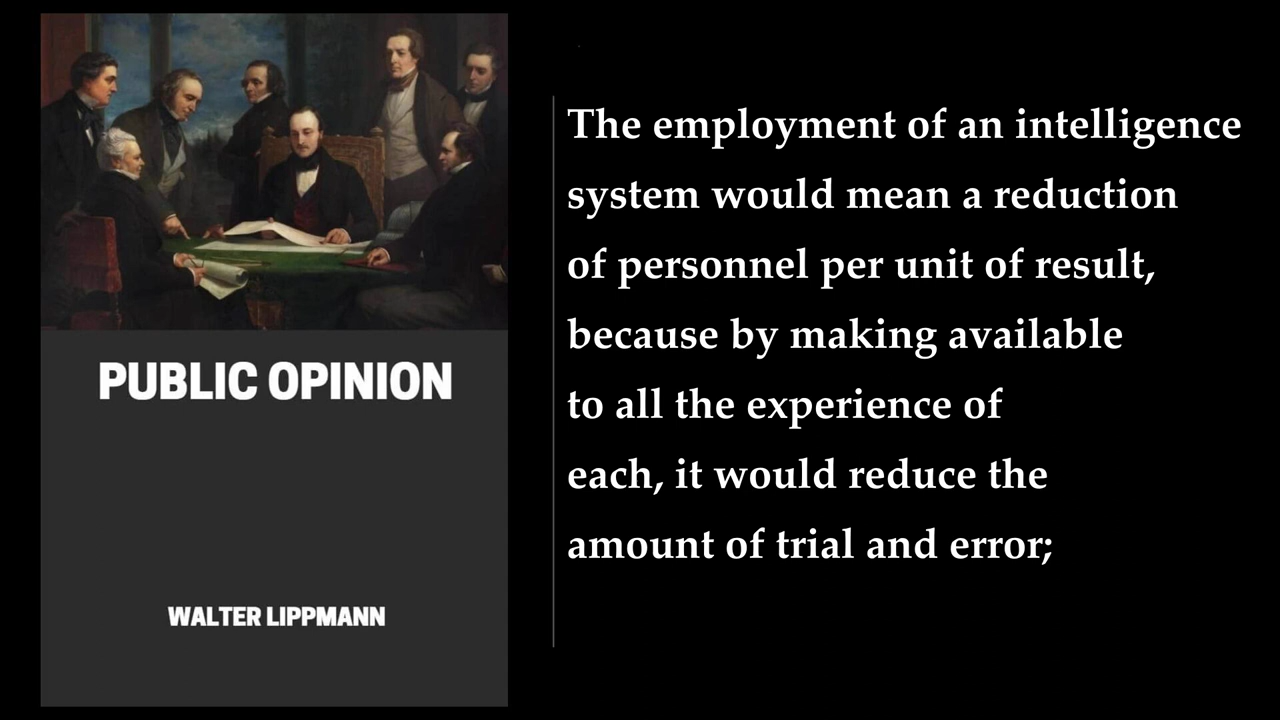 PUBLIC OPINION
WALTER LIPPMANN
The employment of an intelligence
system would mean a reduction
of personnel per unit of result,
because by making available
to all the experience of
each, it would reduce the
amount of trial and error;